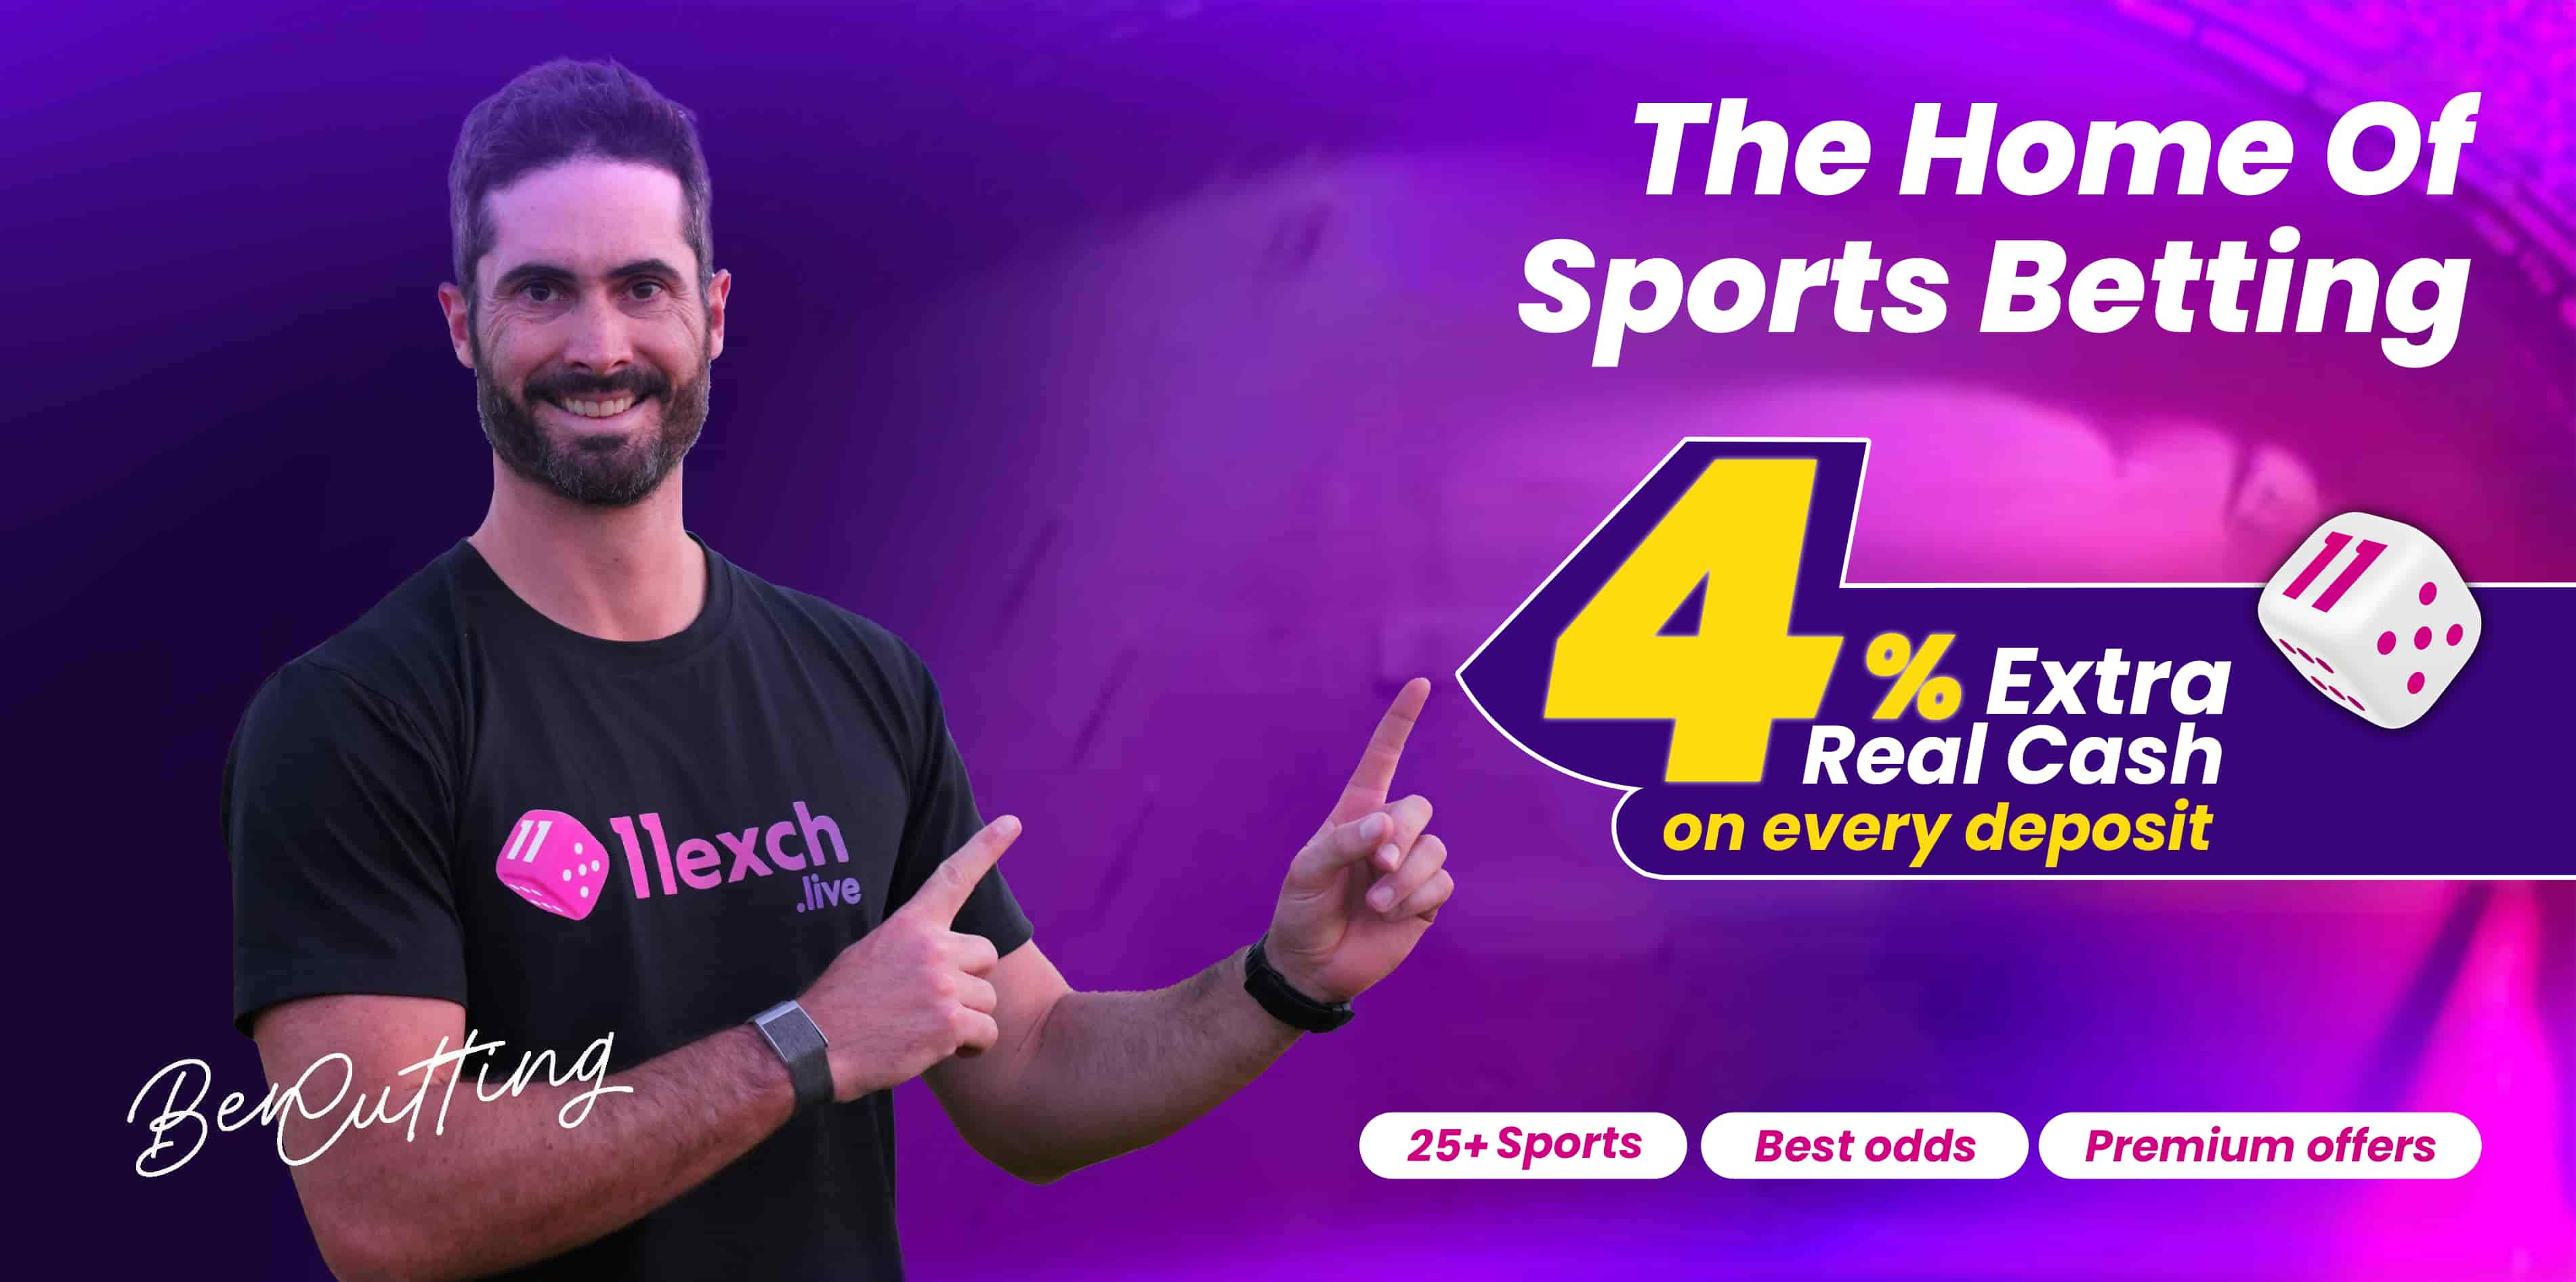 The Home Of
Sports Betting
4% Extra
Real Cash
on every deposit
11
11
11exch
.live
BenCutting
25+ Sports
Best odds
Premium offers